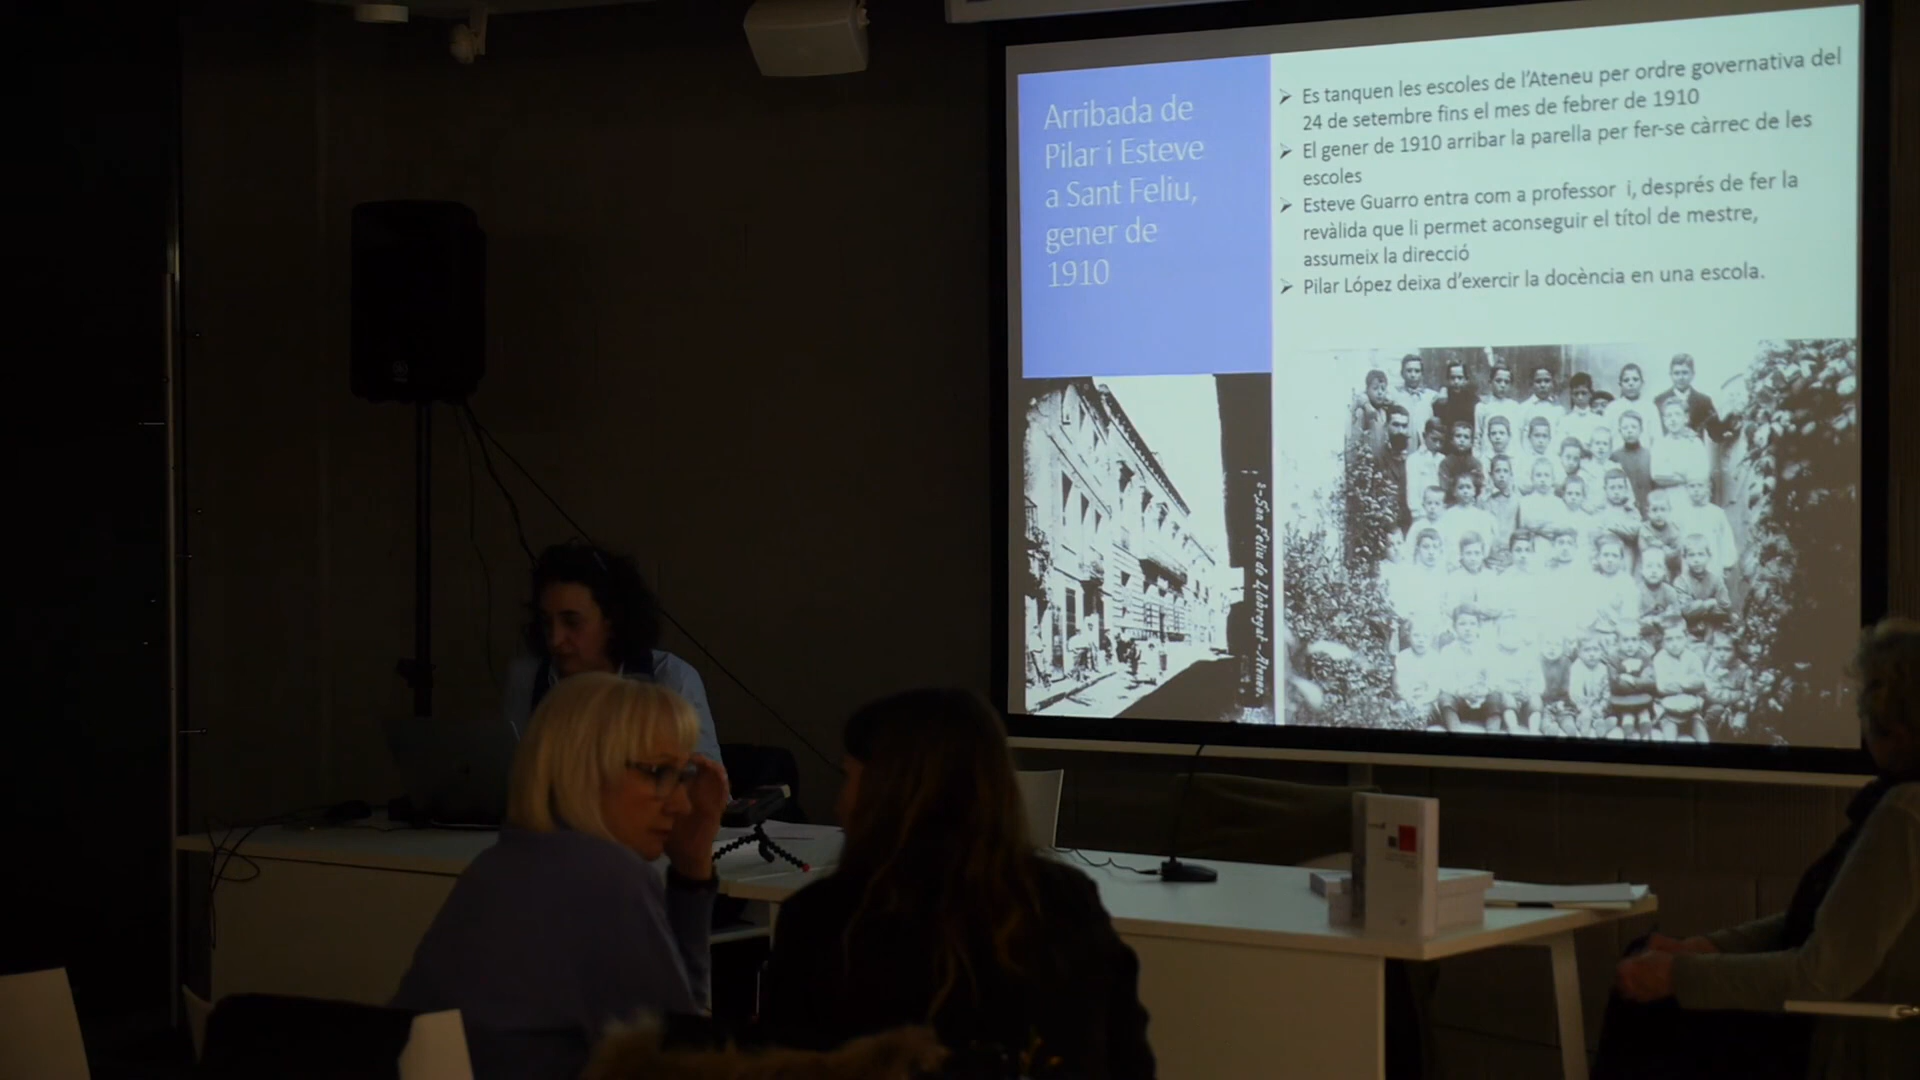 Arribada de
Pilar i Esteve
a Sant Feliu,
gener de
1910
Es tanquen les escoles de l'Ateneu per ordre governativa del
24 de setembre fins el mes de febrer de 1910
El gener de 1910 arribar la parella per fer-se càrrec de les
escoles
Esteve Guarro entra com a professor i, després de fer la
revàlida que li permet aconseguir el títol de mestre,
assumeix la direcció
Pilar López deixa d'exercir la docència en una escola.
San Feliu de Llobregat - Ateneo.